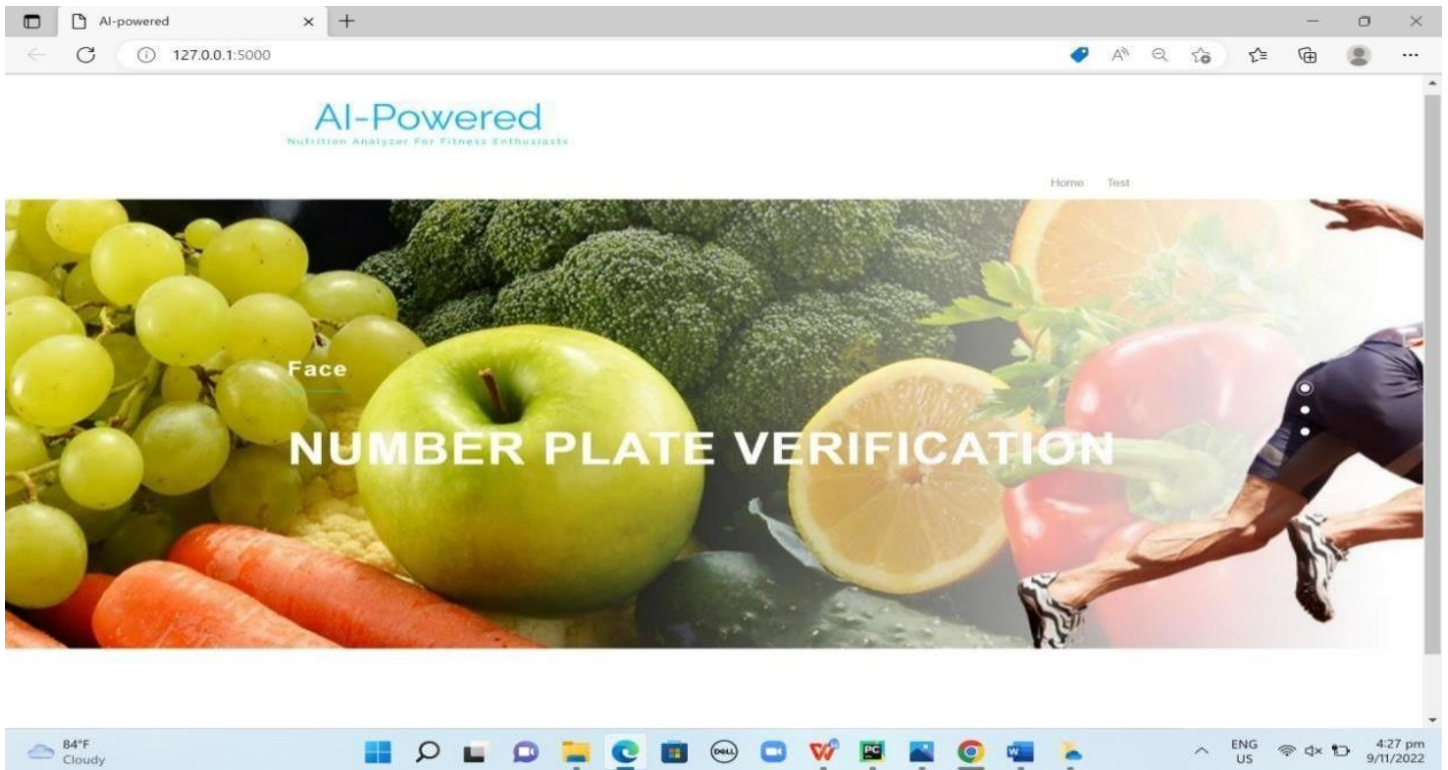 AI-powered
127.0.0.1:5000
AI-Powered
Nutrition Analyzer For Fitness Enthusiasts
Home Test
Face
NUMBER PLATE VERIFICATION
84°F
Cloudy
DELL
ENG
US
4:27 pm
9/11/2022